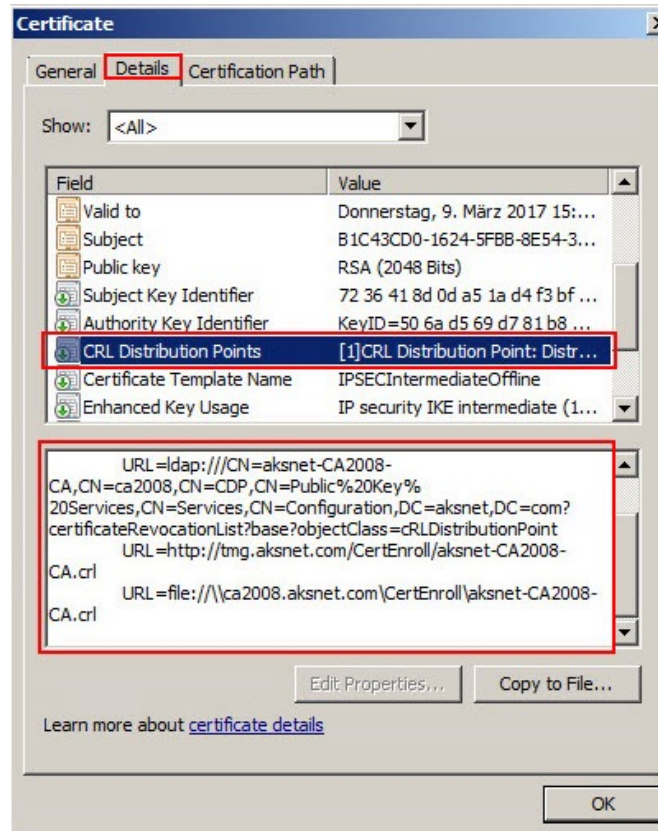 Certificate
General Details Certification Path
Show: <All>
Field Value
Valid to Donnerstag, 9. März 2017 15:...
Subject B1C43CD0-1624-5FBB-8E54-3...
Public key RSA (2048 Bits)
Subject Key Identifier 72 36 41 8d 0d a5 1a d4 f3 bf ...
Authority Key Identifier KeyID=50 6a d5 69 d7 81 b8 ...
CRL Distribution Points [1]CRL Distribution Point: Distr...
Certificate Template Name IPSECIntermediateOffline
Enhanced Key Usage IP security IKE intermediate (1...
URL=ldap:///CN=aksnet-CA2008-
CA,CN=ca2008,CN=CDP,CN=Public%20Key%
20Services,CN=Services,CN=Configuration,DC=aksnet,DC=com?
certificateRevocationList?base?objectClass=cRLDistributionPoint
URL=http://tmg.aksnet.com/CertEnroll/aksnet-CA2008-
CA.crl
URL=file://\\ca2008.aksnet.com\CertEnroll\aksnet-CA2008-
CA.crl
Edit Properties... Copy to File...
Learn more about certificate details
OK